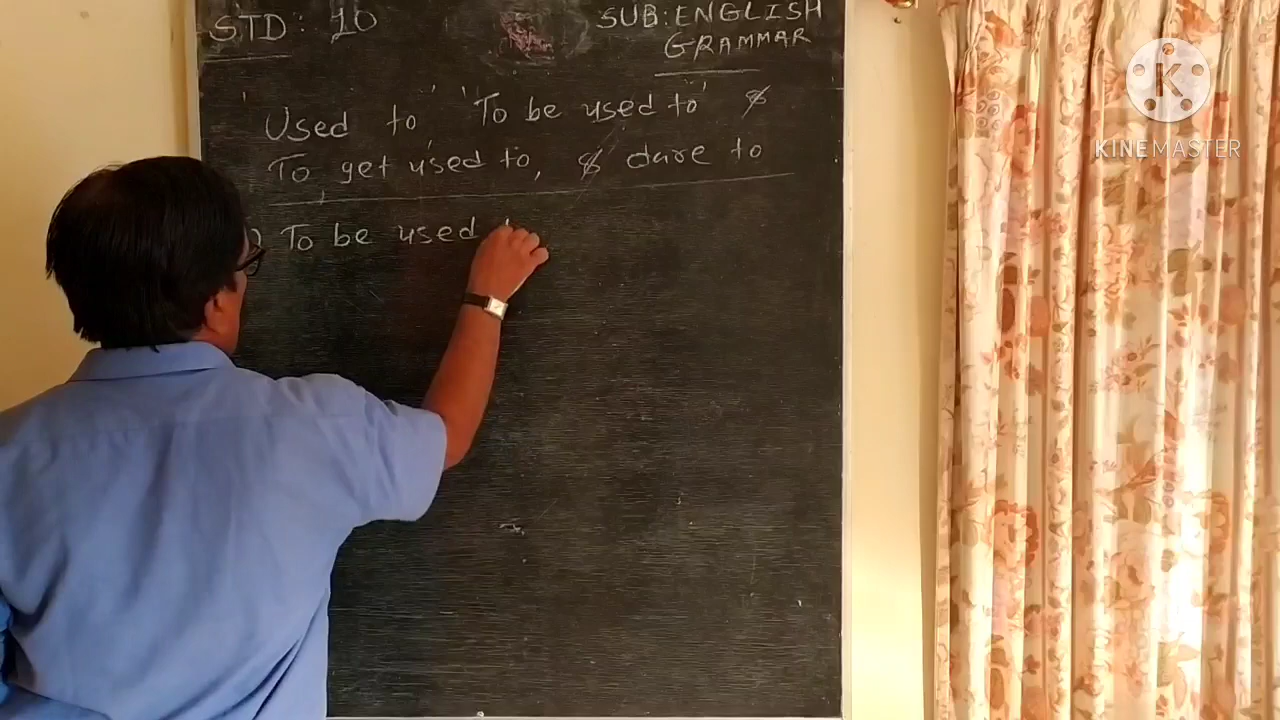 STD: 10
SUB: ENGLISH
GRAMMAR
'Used to' 'To be used to' &
To get used to, & dare to
) To be used t
K
KINEMASTER